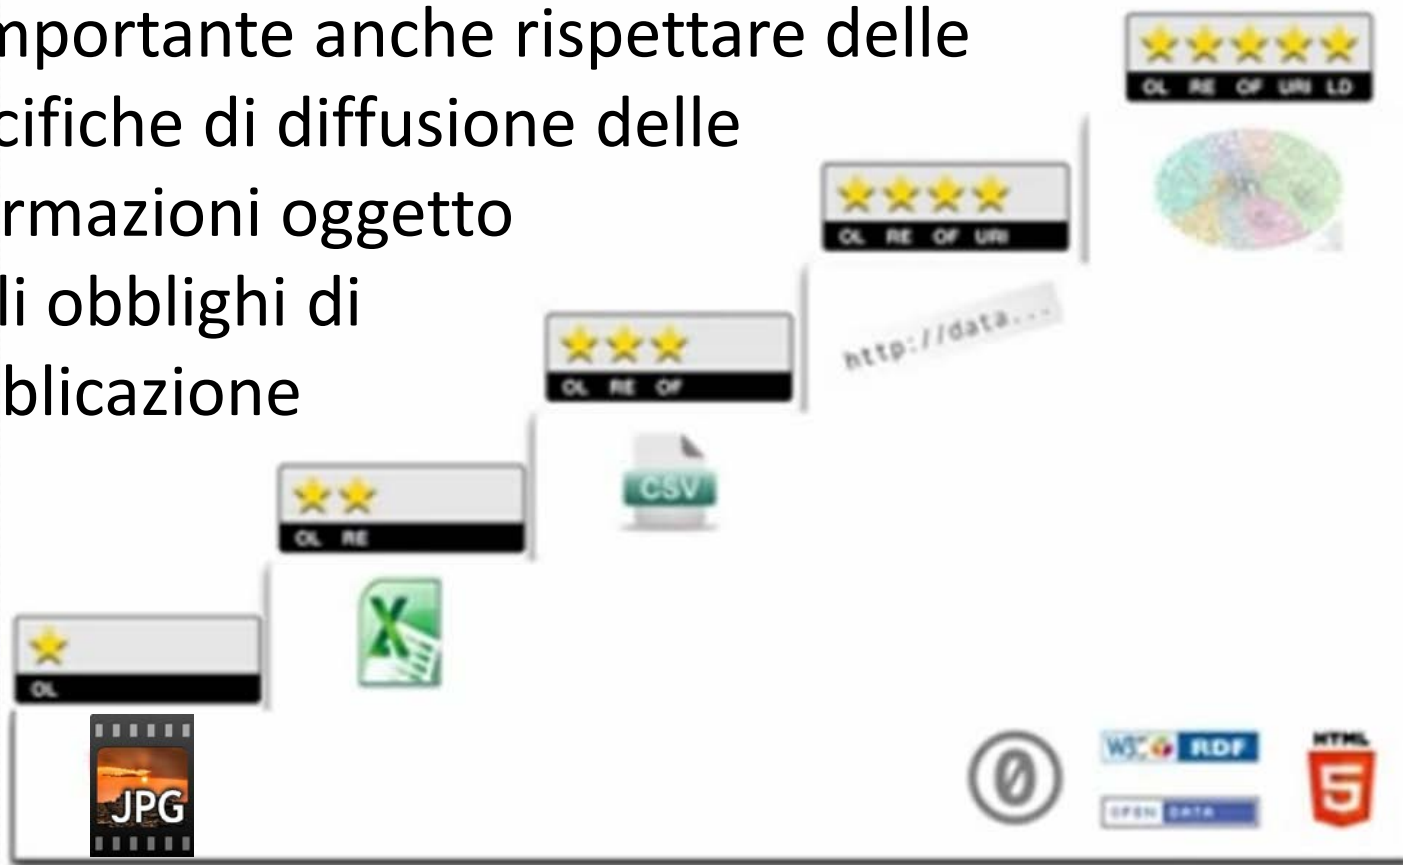 mportante anche rispettare delle
cifiche di diffusione delle
rmazioni oggetto
li obblighi di
blicazione
OL RE OF URI LD
OL RE OF URI
http://data...
OL RE OF
CSV
OL RE
X
OL
JPG
0
W3C RDF
OPEN DATA
HTML
5